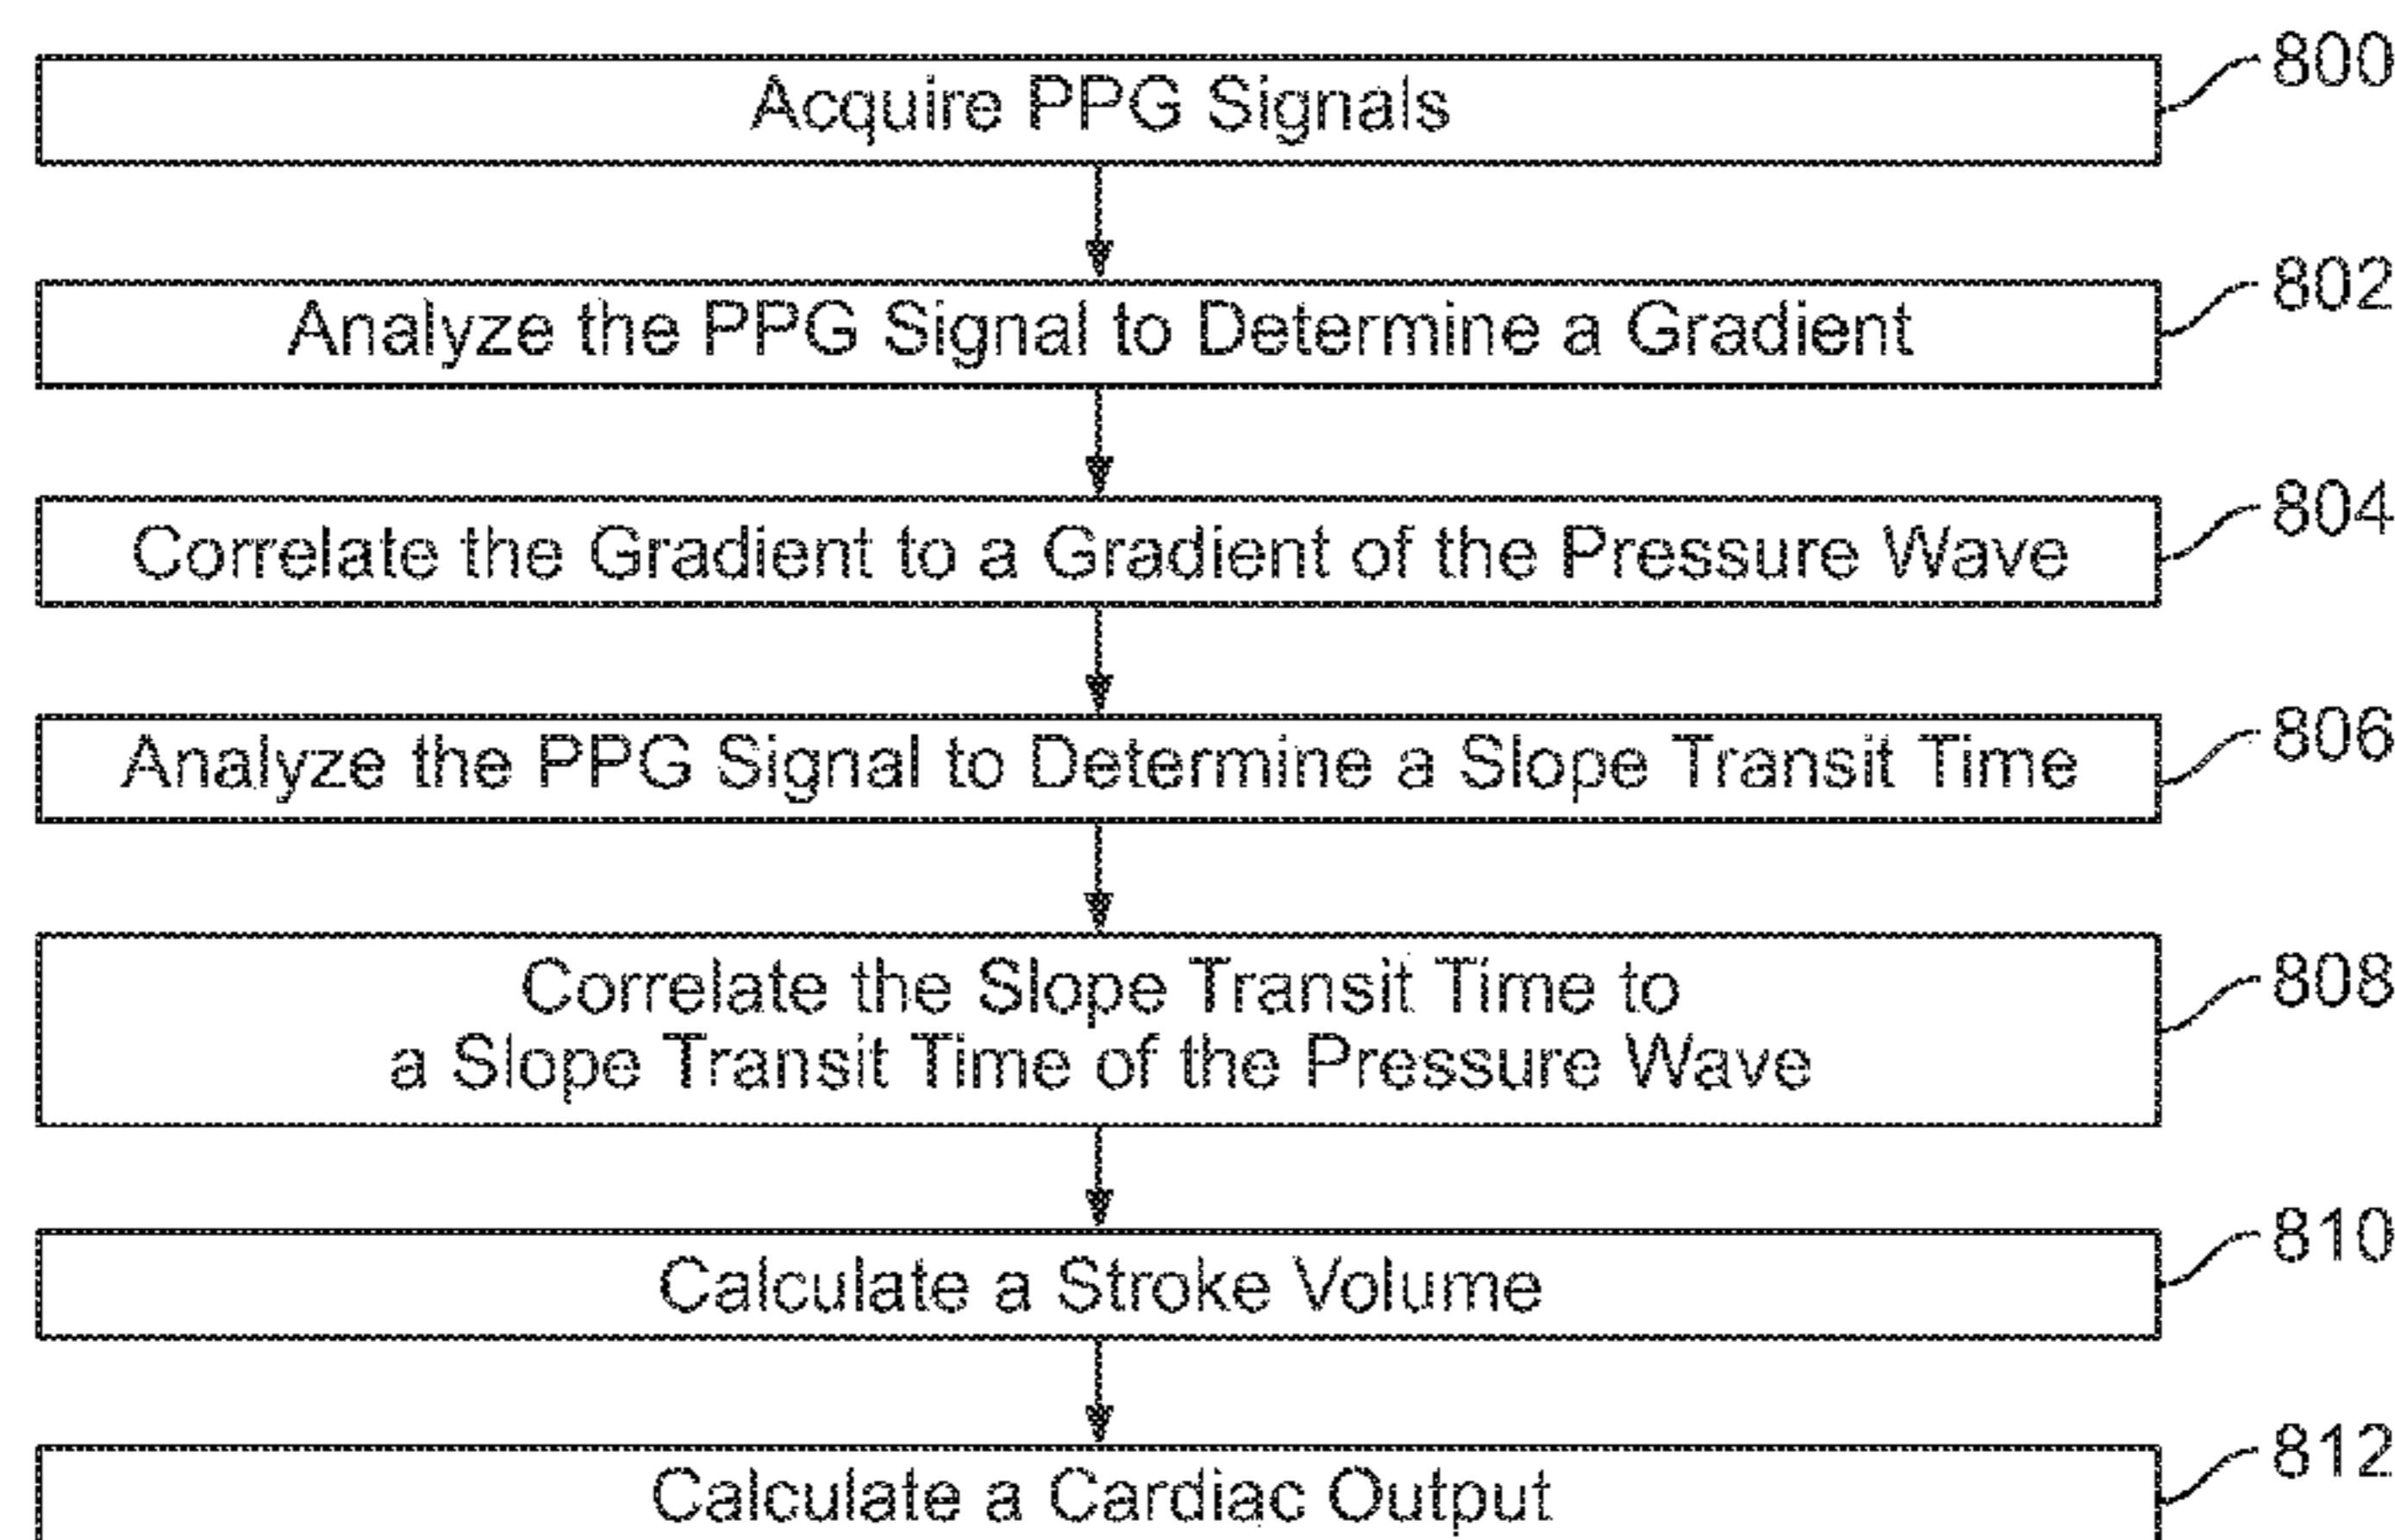 Acquire PPG Signals 800
Analyze the PPG Signal to Determine a Gradient 802
Correlate the Gradient to a Gradient of the Pressure Wave 804
Analyze the PPG Signal to Determine a Slope Transit Time 806
Correlate the Slope Transit Time to 808
a Slope Transit Time of the Pressure Wave
Calculate a Stroke Volume 810
Calculate a Cardiac Output 812